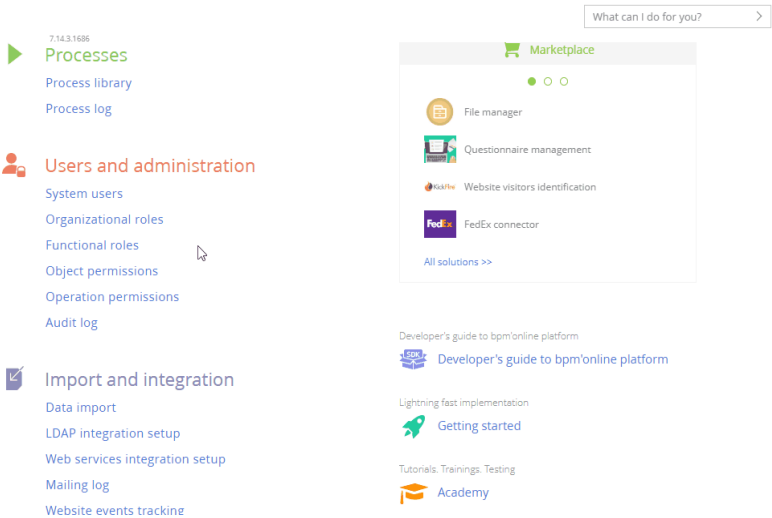 What can I do for you?
7.14.3.1686
Processes
Process library
Process log
Users and administration
System users
Organizational roles
Functional roles
Object permissions
Operation permissions
Audit log
Import and integration
Data import
LDAP integration setup
Web services integration setup
Mailing log
Website events tracking
Marketplace
File manager
Questionnaire management
KickFire
Website visitors identification
FedEx
FedEx connector
All solutions >>
Developer's guide to bpm'online platform
SDK
Developer's guide to bpm'online platform
Lightning fast implementation
Getting started
Tutorials. Trainings. Testing
Academy